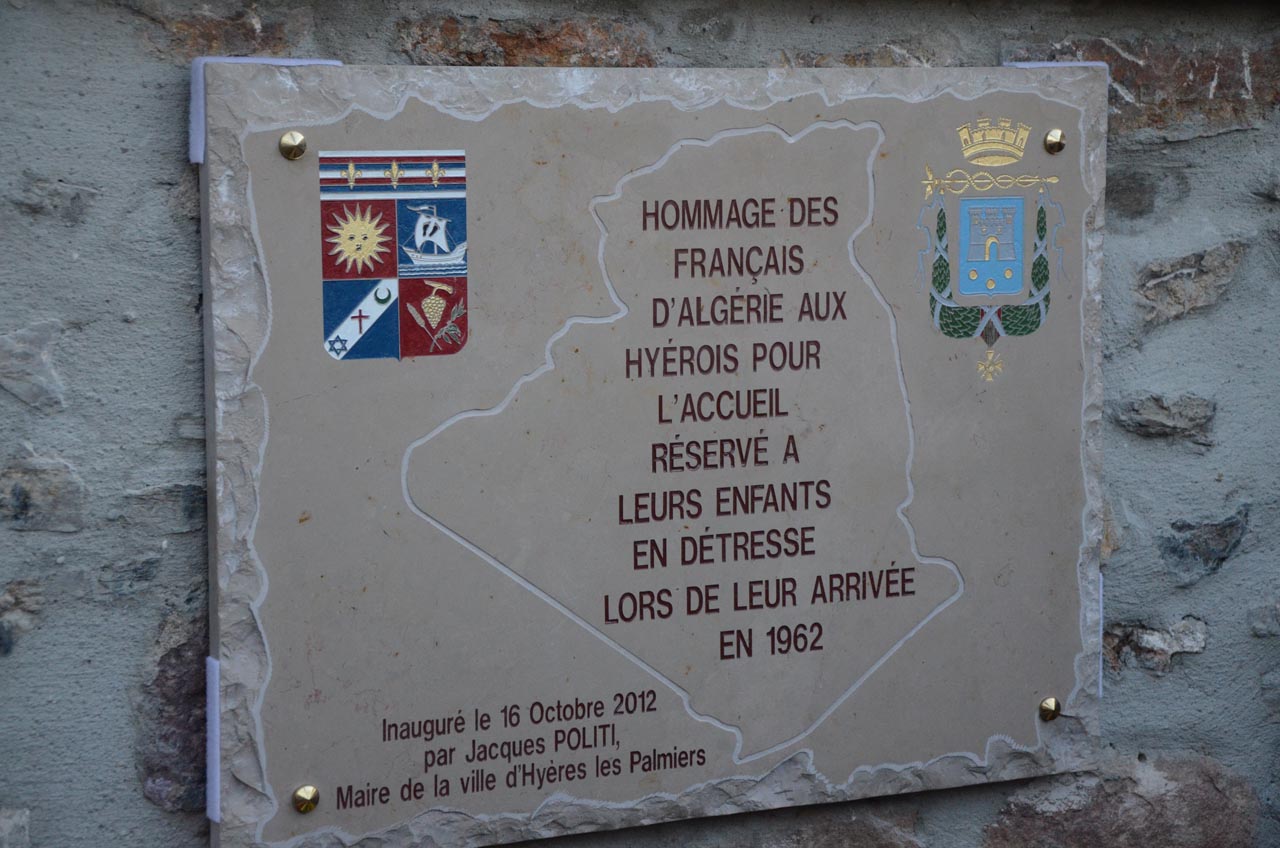 HOMMAGE DES
FRANÇAIS
D'ALGÉRIE AUX
HYÉROIS POUR
L'ACCUEIL
RÉSERVÉ A
LEURS ENFANTS
EN DÉTRESSE
LORS DE LEUR ARRIVÉE
EN 1962
Inauguré le 16 Octobre 2012
par Jacques POLITI,
Maire de la ville d'Hyères les Palmiers